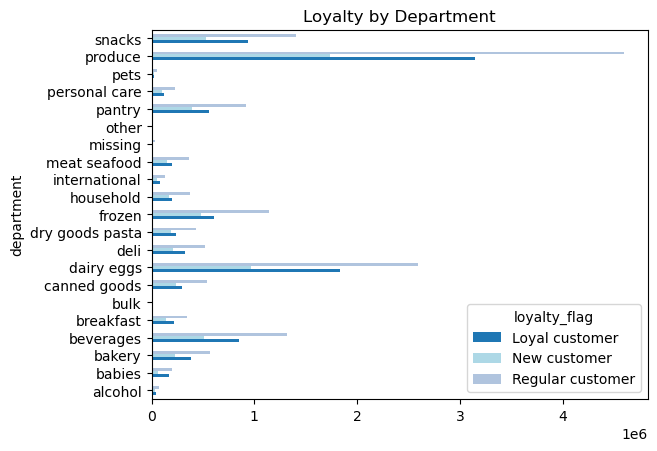 Loyalty by Department
department
snacks
produce
pets
personal care
pantry
other
missing
meat seafood
international
household
frozen
dry goods pasta
deli
dairy eggs
canned goods
bulk
breakfast
beverages
bakery
babies
alcohol
loyalty_flag
Loyal customer
New customer
Regular customer
0 1 2 3 4
1e6